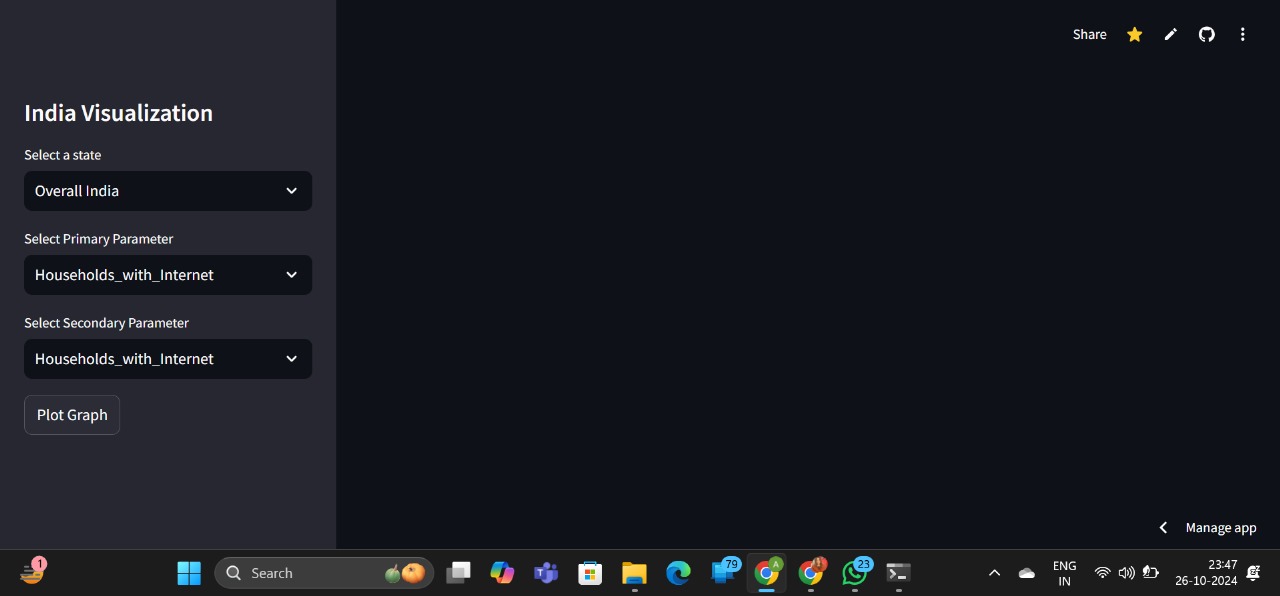 Share
India Visualization
Select a state
Overall India
Select Primary Parameter
Households_with_Internet
Select Secondary Parameter
Households_with_Internet
Plot Graph
Manage app
1
Search
79
A
23
ENG
IN
23:47
26-10-2024